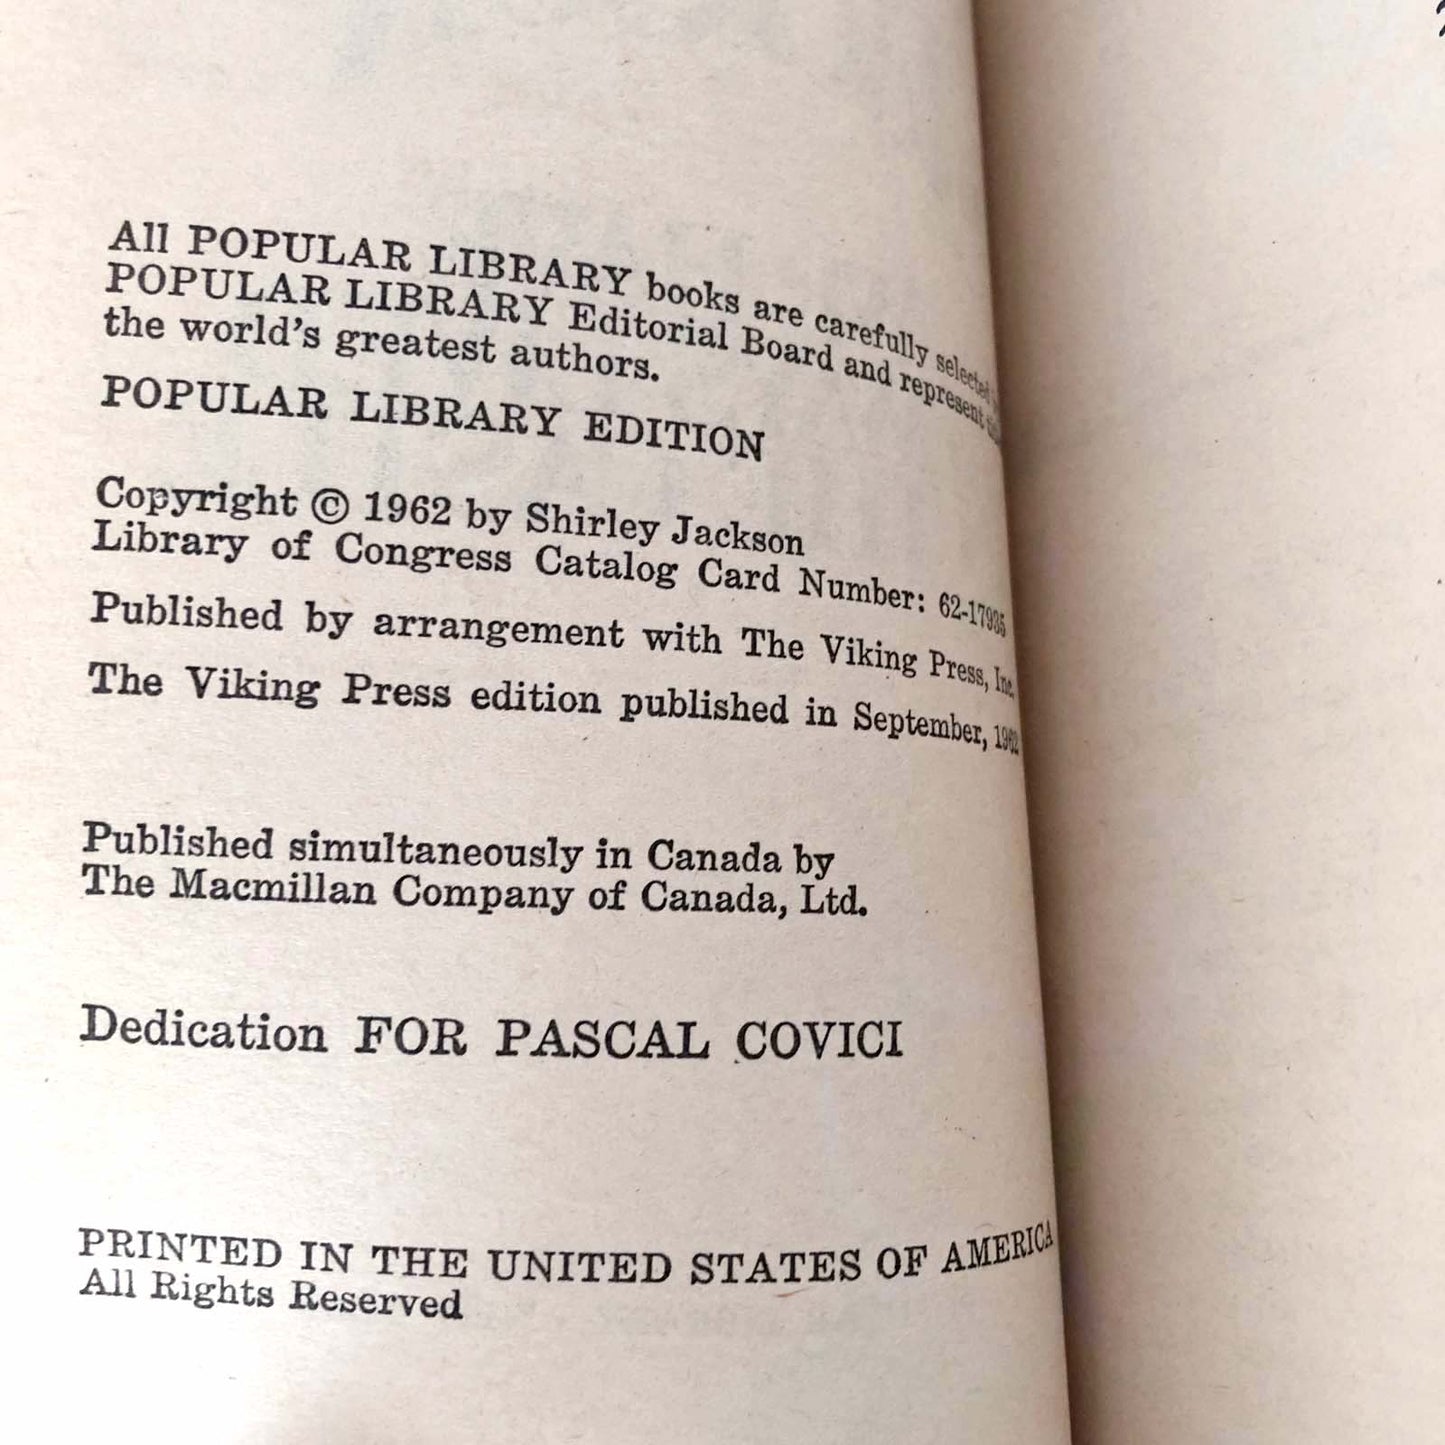 All POPULAR LIBRARY books are carefully selected
POPULAR LIBRARY Editorial Board and represent
the world's greatest authors.
POPULAR LIBRARY EDITION
Copyright © 1962 by Shirley Jackson
Library of Congress Catalog Card Number: 62-17935
Published by arrangement with The Viking Press, Inc.
The Viking Press edition published in September, 1962
Published simultaneously in Canada by
The Macmillan Company of Canada, Ltd.
Dedication FOR PASCAL COVICI
PRINTED IN THE UNITED STATES OF AMERICA
All Rights Reserved